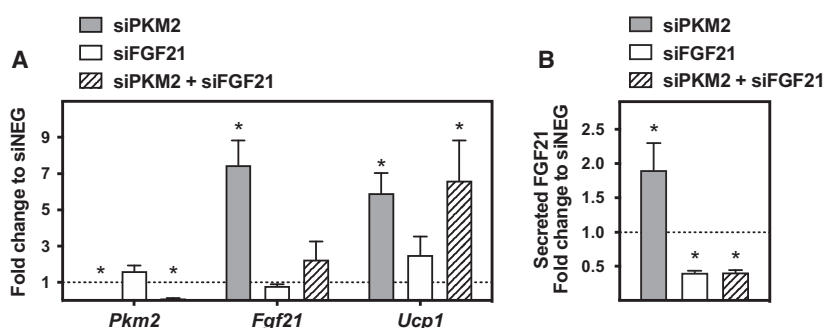 A
siPKM2
siFGF21
siPKM2 + siFGF21
Fold change to siNEG
9
7
5
3
1
* * * * *
Pkm2 Fgf21 Ucp1
B
siPKM2
siFGF21
siPKM2 + siFGF21
Secreted FGF21
Fold change to siNEG
2.5
2.0
1.5
1.0
0.5
* * *